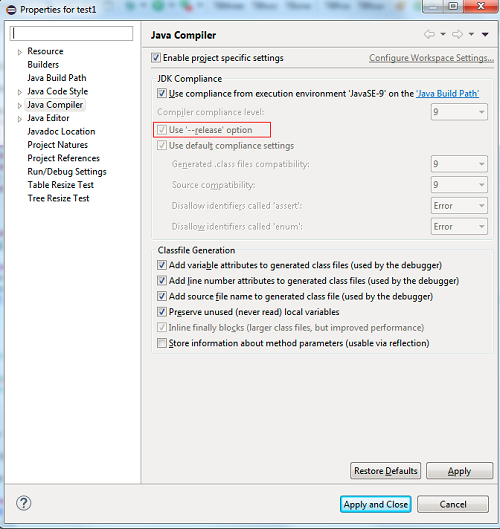 Properties for test1
Resource
Builders
Java Build Path
Java Code Style
Java Compiler
Java Editor
Javadoc Location
Project Natures
Project References
Run/Debug Settings
Table Resize Test
Tree Resize Test
Java Compiler
Enable project specific settings
Configure Workspace Settings...
JDK Compliance
Use compliance from execution environment 'JavaSE-9' on the 'Java Build Path'
Compiler compliance level: 9
Use '--release' option
Use default compliance settings
Generated .class files compatibility: 9
Source compatibility: 9
Disallow identifiers called 'assert': Error
Disallow identifiers called 'enum': Error
Classfile Generation
Add variable attributes to generated class files (used by the debugger)
Add line number attributes to generated class files (used by the debugger)
Add source file name to generated class file (used by the debugger)
Preserve unused (never read) local variables
Inline finally blocks (larger class files, but improved performance)
Store information about method parameters (usable via reflection)
Restore Defaults Apply
? Apply and Close Cancel